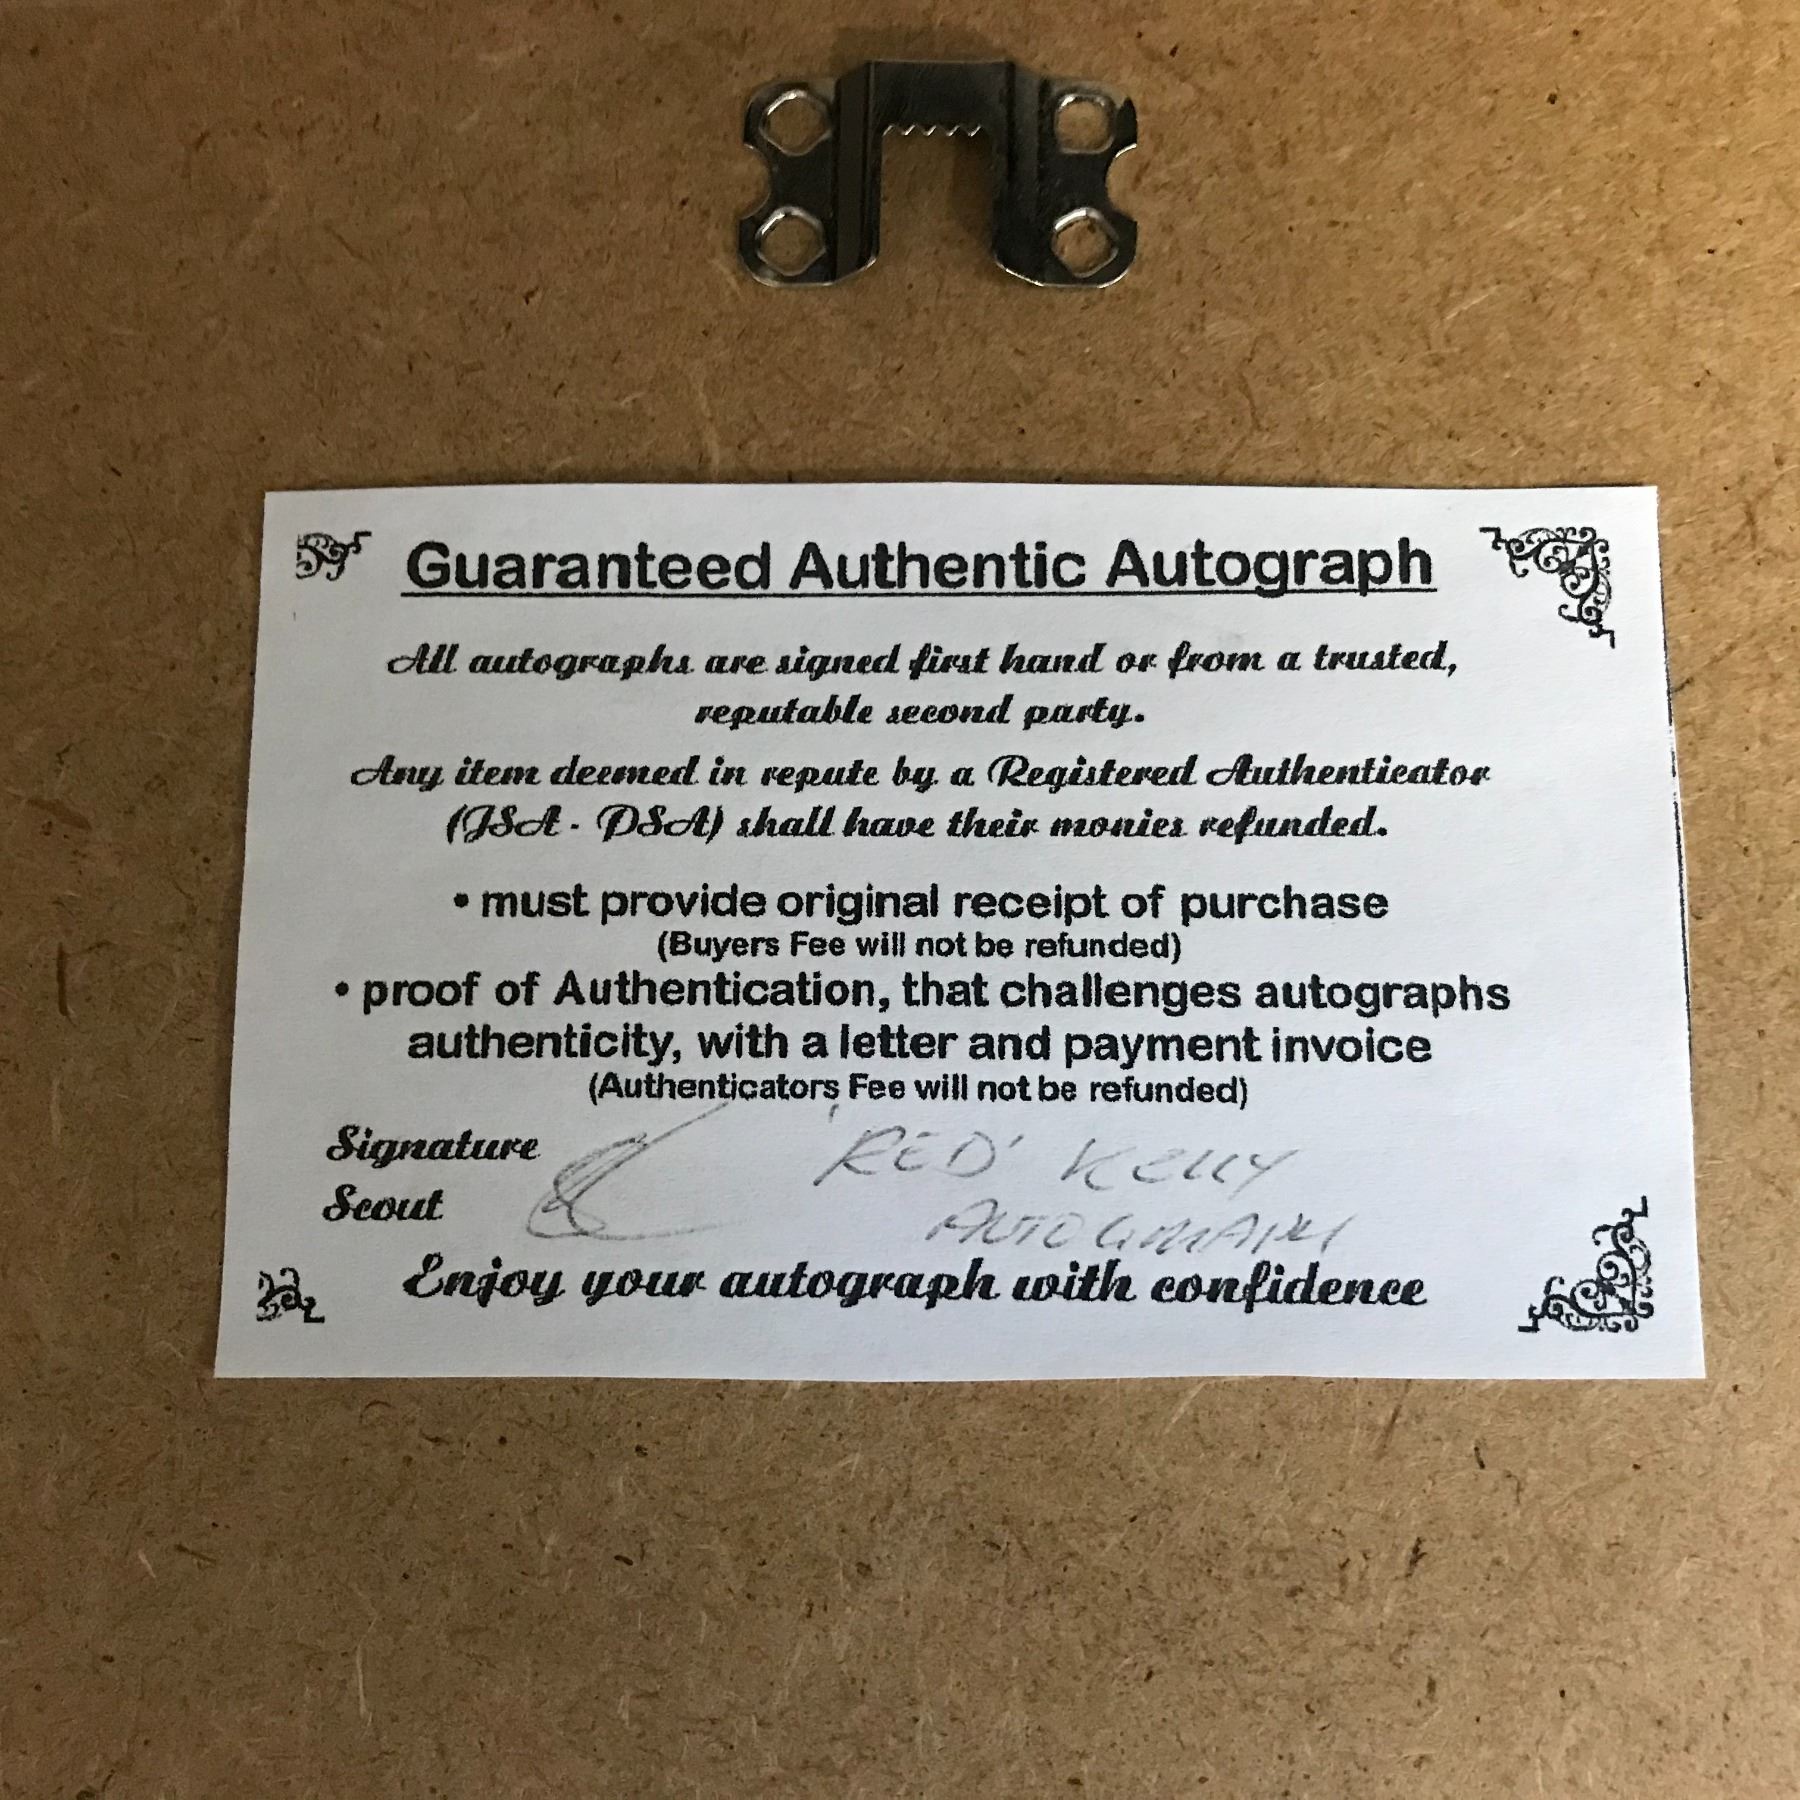 Guaranteed Authentic Autograph
All autographs are signed first hand or from a trusted,
reputable second party.
Any item deemed in repute by a Registered Authenticator
(JSA - PSA) shall have their monies refunded.
• must provide original receipt of purchase
(Buyers Fee will not be refunded)
• proof of Authentication, that challenges autographs
authenticity, with a letter and payment invoice
(Authenticators Fee will not be refunded)
Signature 'RED' KELLY
Scout AUTOGRAPH
Enjoy your autograph with confidence